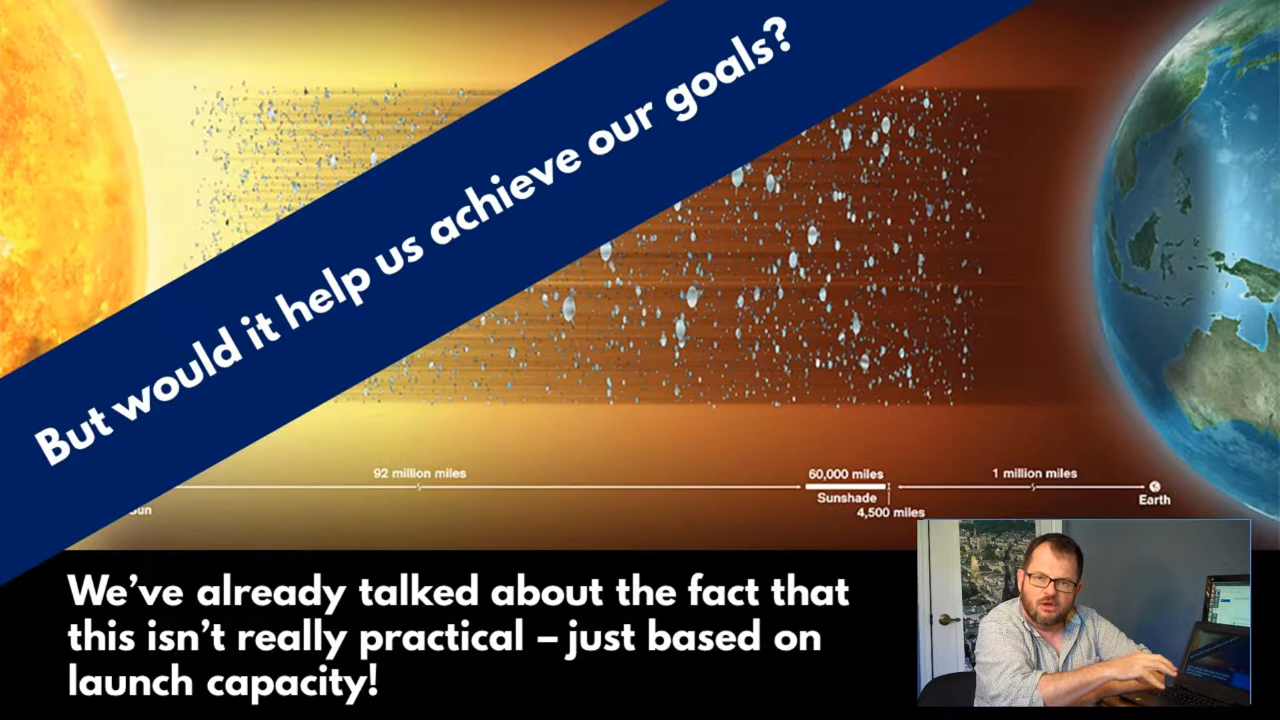 But would it help us achieve our goals?
92 million miles
60,000 miles
1 million miles
Sunshade
Earth
4,500 miles
We’ve already talked about the fact that
this isn’t really practical – just based on
launch capacity!